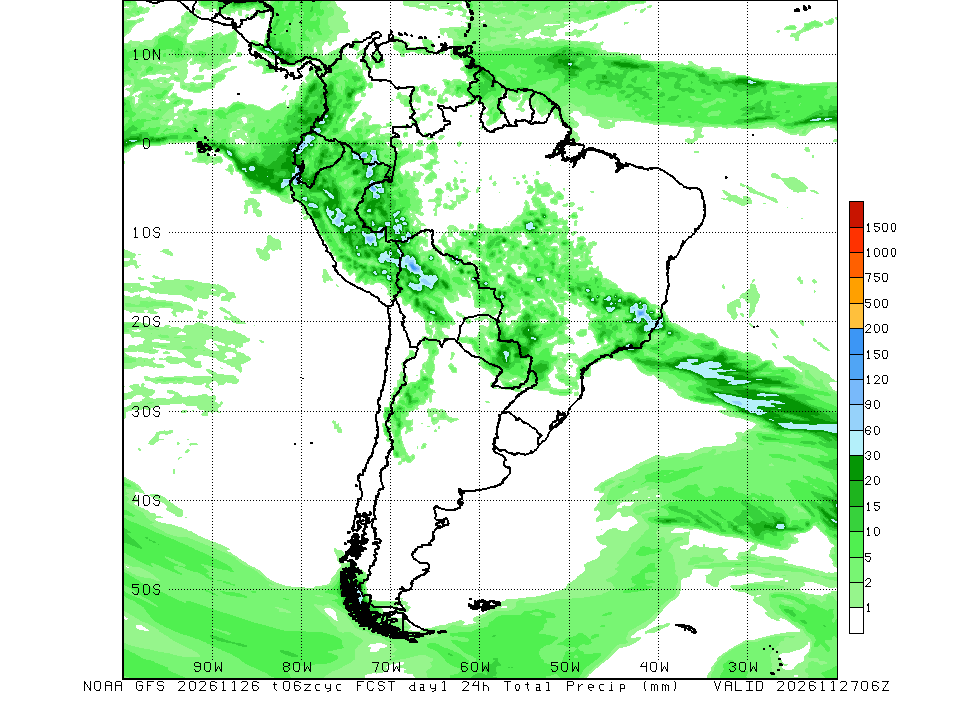 10N
0
10S
20S
30S
40S
50S
90W 80W 70W 60W 50W 40W 30W
1500
1000
750
500
200
150
120
90
60
30
20
15
10
5
2
1
NOAA GFS 20261126 t06zcyc FCST day1 24h Total Precip (mm) VALID 2026112706Z